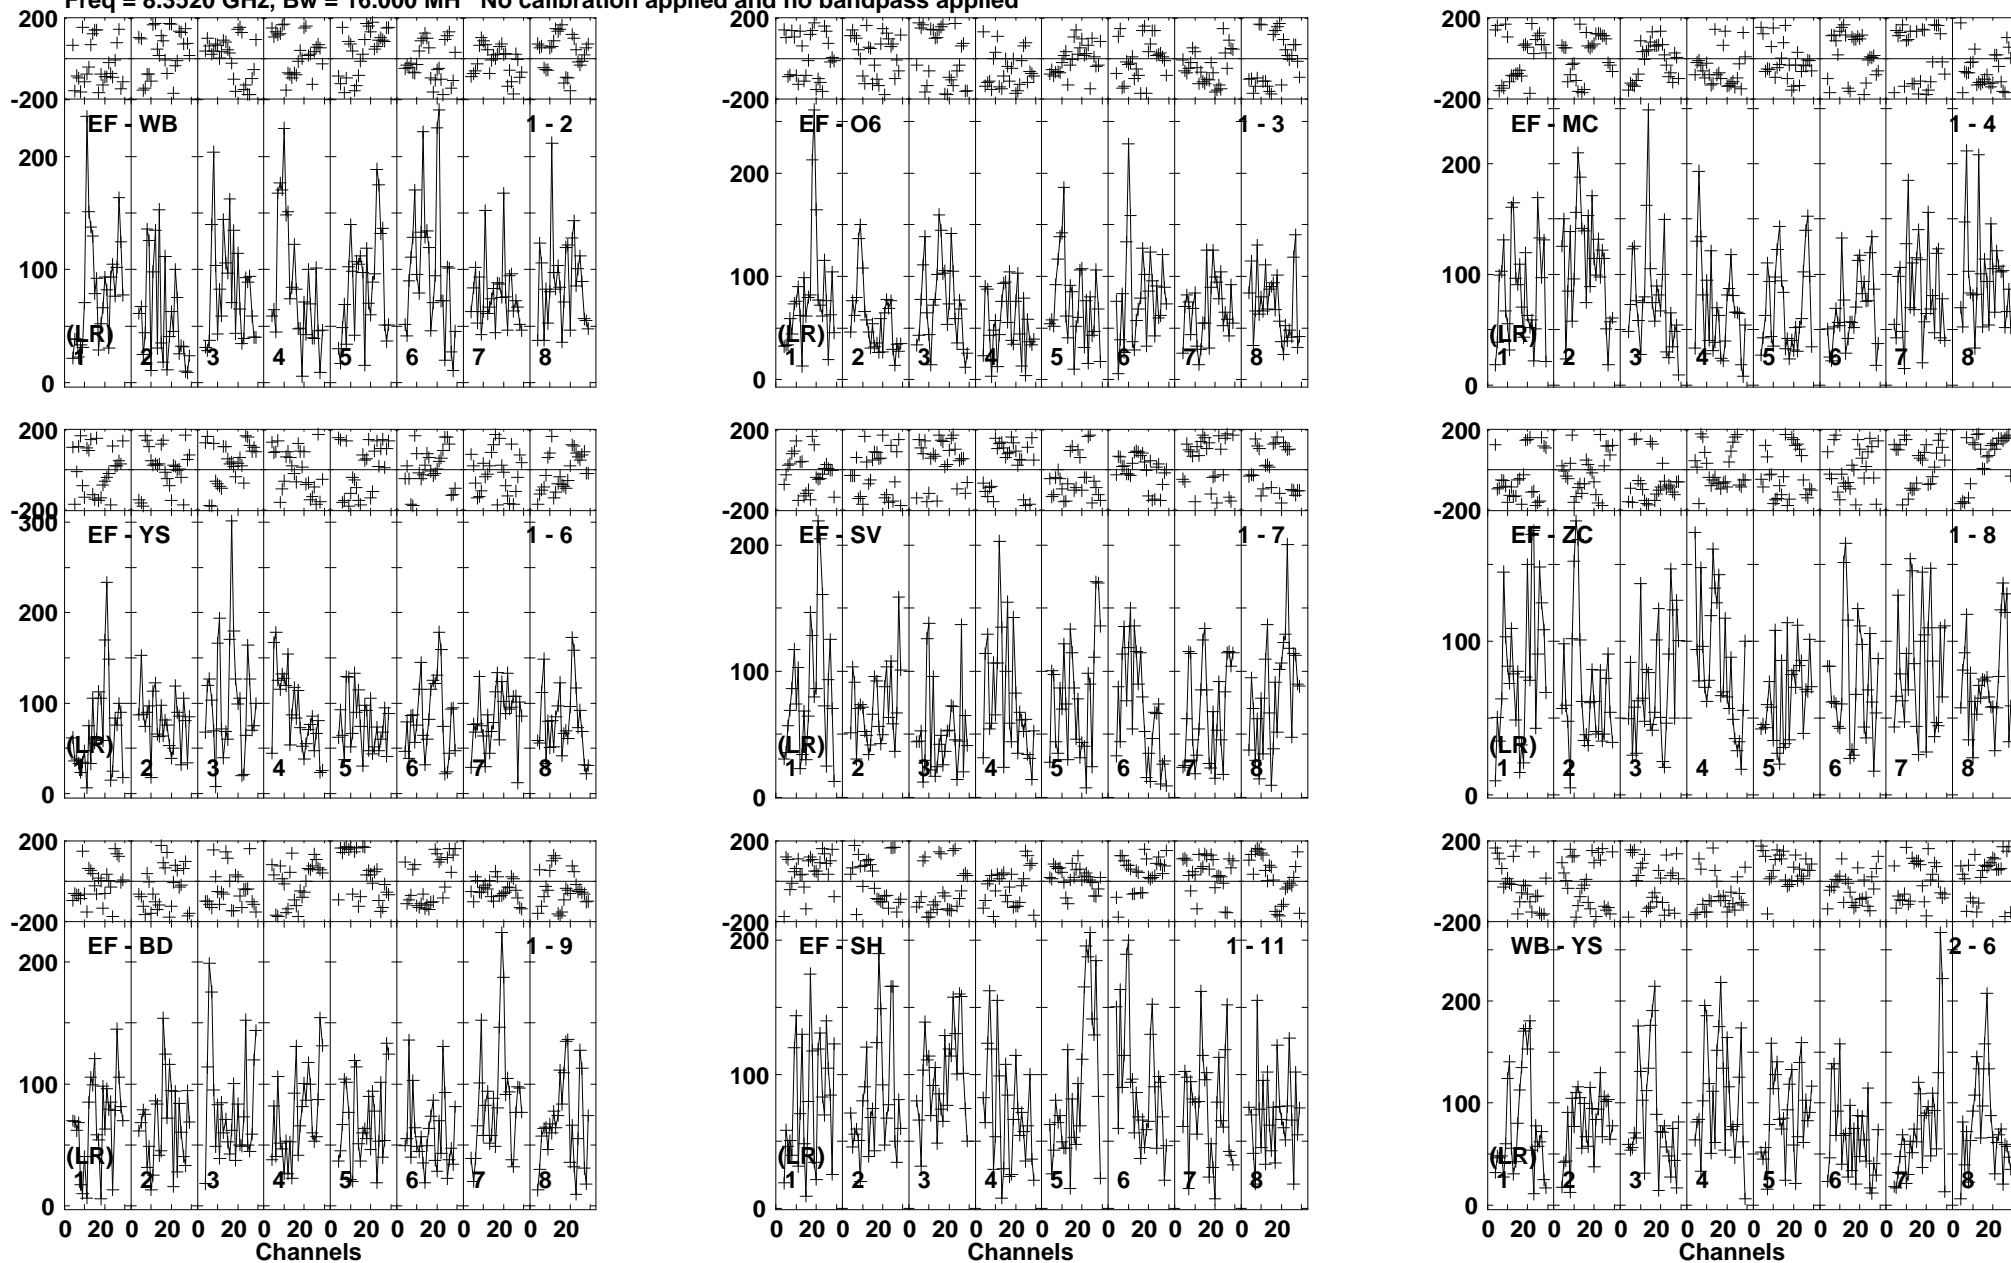 Freq = 8.3520 GHz, Bw = 16.000 MH No calibration applied and no bandpass applied
200
-200
EF - WB 1 - 2
200
100
0
(LR)
1 2 3 4 5 6 7 8
200
-200
EF - O6 1 - 3
200
100
0
(LR)
1 2 3 4 5 6 7 8
200
-200
EF - MC 1 - 4
200
100
0
(LR)
1 2 3 4 5 6 7 8
200
-200
EF - YS 1 - 6
300
200
100
0
(LR)
1 2 3 4 5 6 7 8
200
-200
EF - SV 1 - 7
200
100
0
(LR)
1 2 3 4 5 6 7 8
200
-200
EF - ZC 1 - 8
100
0
(LR)
1 2 3 4 5 6 7 8
200
-200
EF - BD 1 - 9
200
100
0
(LR)
1 2 3 4 5 6 7 8
0 20 0 20 0 20 0 20 0 20 0 20 0 20 0 20
Channels
200
-200
EF - SH 1 - 11
200
100
0
(LR)
1 2 3 4 5 6 7 8
0 20 0 20 0 20 0 20 0 20 0 20 0 20 0 20
Channels
200
-200
WB - YS 2 - 6
200
100
0
(LR)
1 2 3 4 5 6 7 8
0 20 0 20 0 20 0 20 0 20 0 20 0 20 0 20
Channels